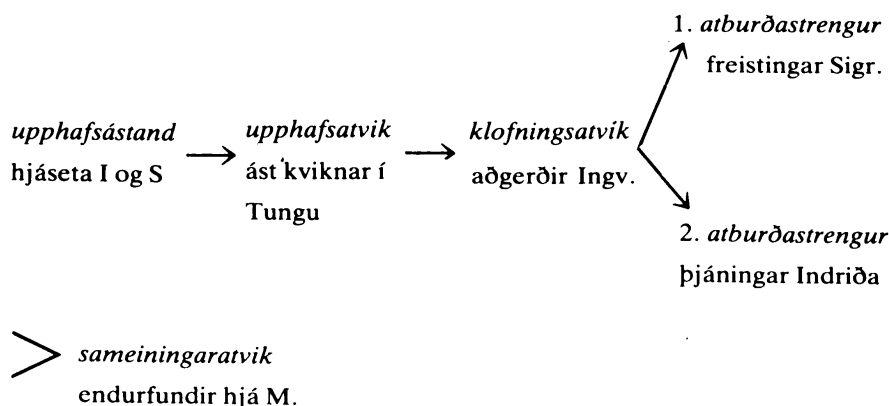 1. atburðastrengur
freistingar Sigr.
upphafsástand
hjáseta I og S
upphafsatvik
ást kviknar í
Tungu
klofningsatvík
aðgerðir Ingv.
2. atburðastrengur
þjáningar Indriða
sameiningaratvik
endurfundir hjá M.